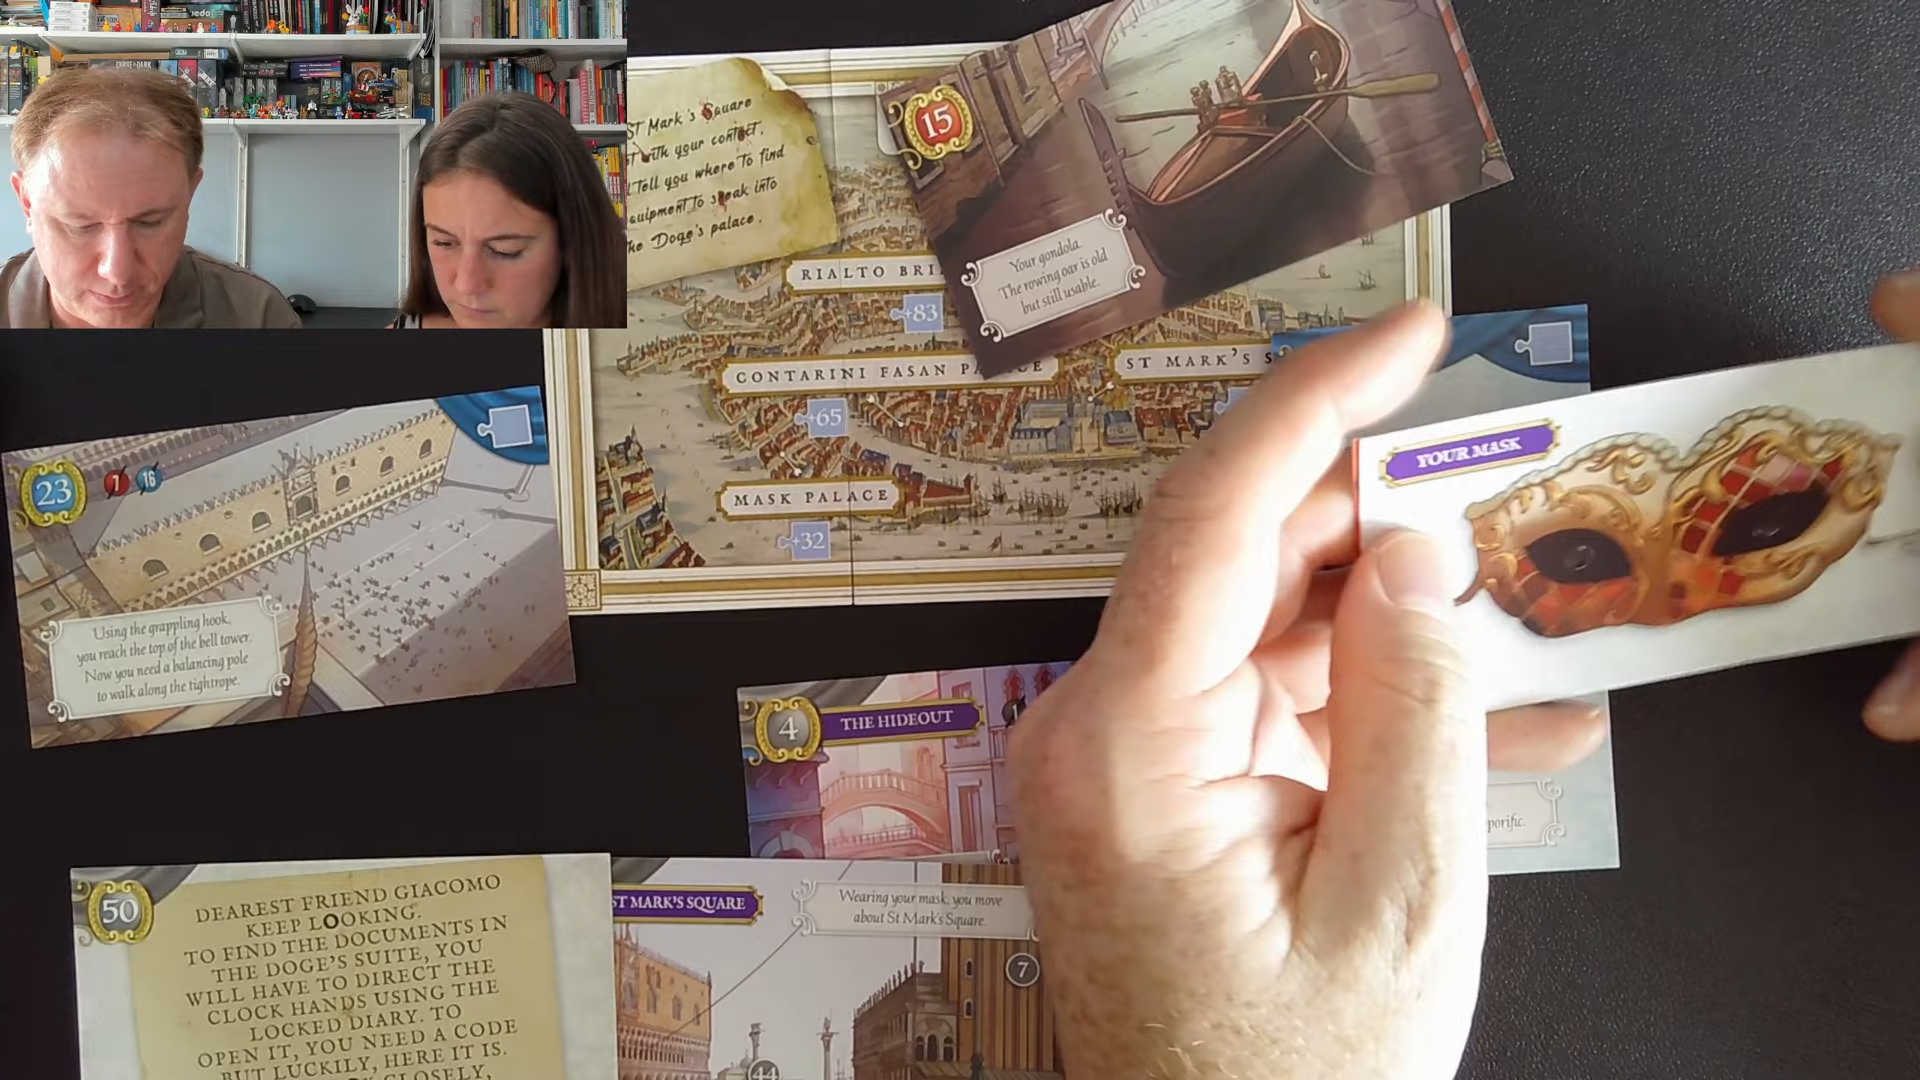 ST MARK'S SQUARE
with your contact.
Tell you where to find
to sneak into
Doge's palace.
15
Your gondola.
The rowing oar is old
but still usable.
RIALTO
+83
CONTARINI FASAN
ST MARK'S S
+65
MASK PALACE
+32
YOUR MASK
23
1
16
Using the grappling hook,
you reach the top of the bell tower.
Now you need a balancing pole
to walk along the tightrope.
4
THE HIDEOUT
50
DEAREST FRIEND GIACOMO
KEEP LOOKING.
TO FIND THE DOCUMENTS IN
THE DOGE'S SUITE, YOU
WILL HAVE TO DIRECT THE
CLOCK HANDS USING THE
LOCKED DIARY. TO
OPEN IT, YOU NEED A CODE
BUT LUCKILY, HERE IT IS.
CLOSELY,
ST MARK'S SQUARE
Wearing your mask, you move
about St Mark's Square.
7
44
porific.